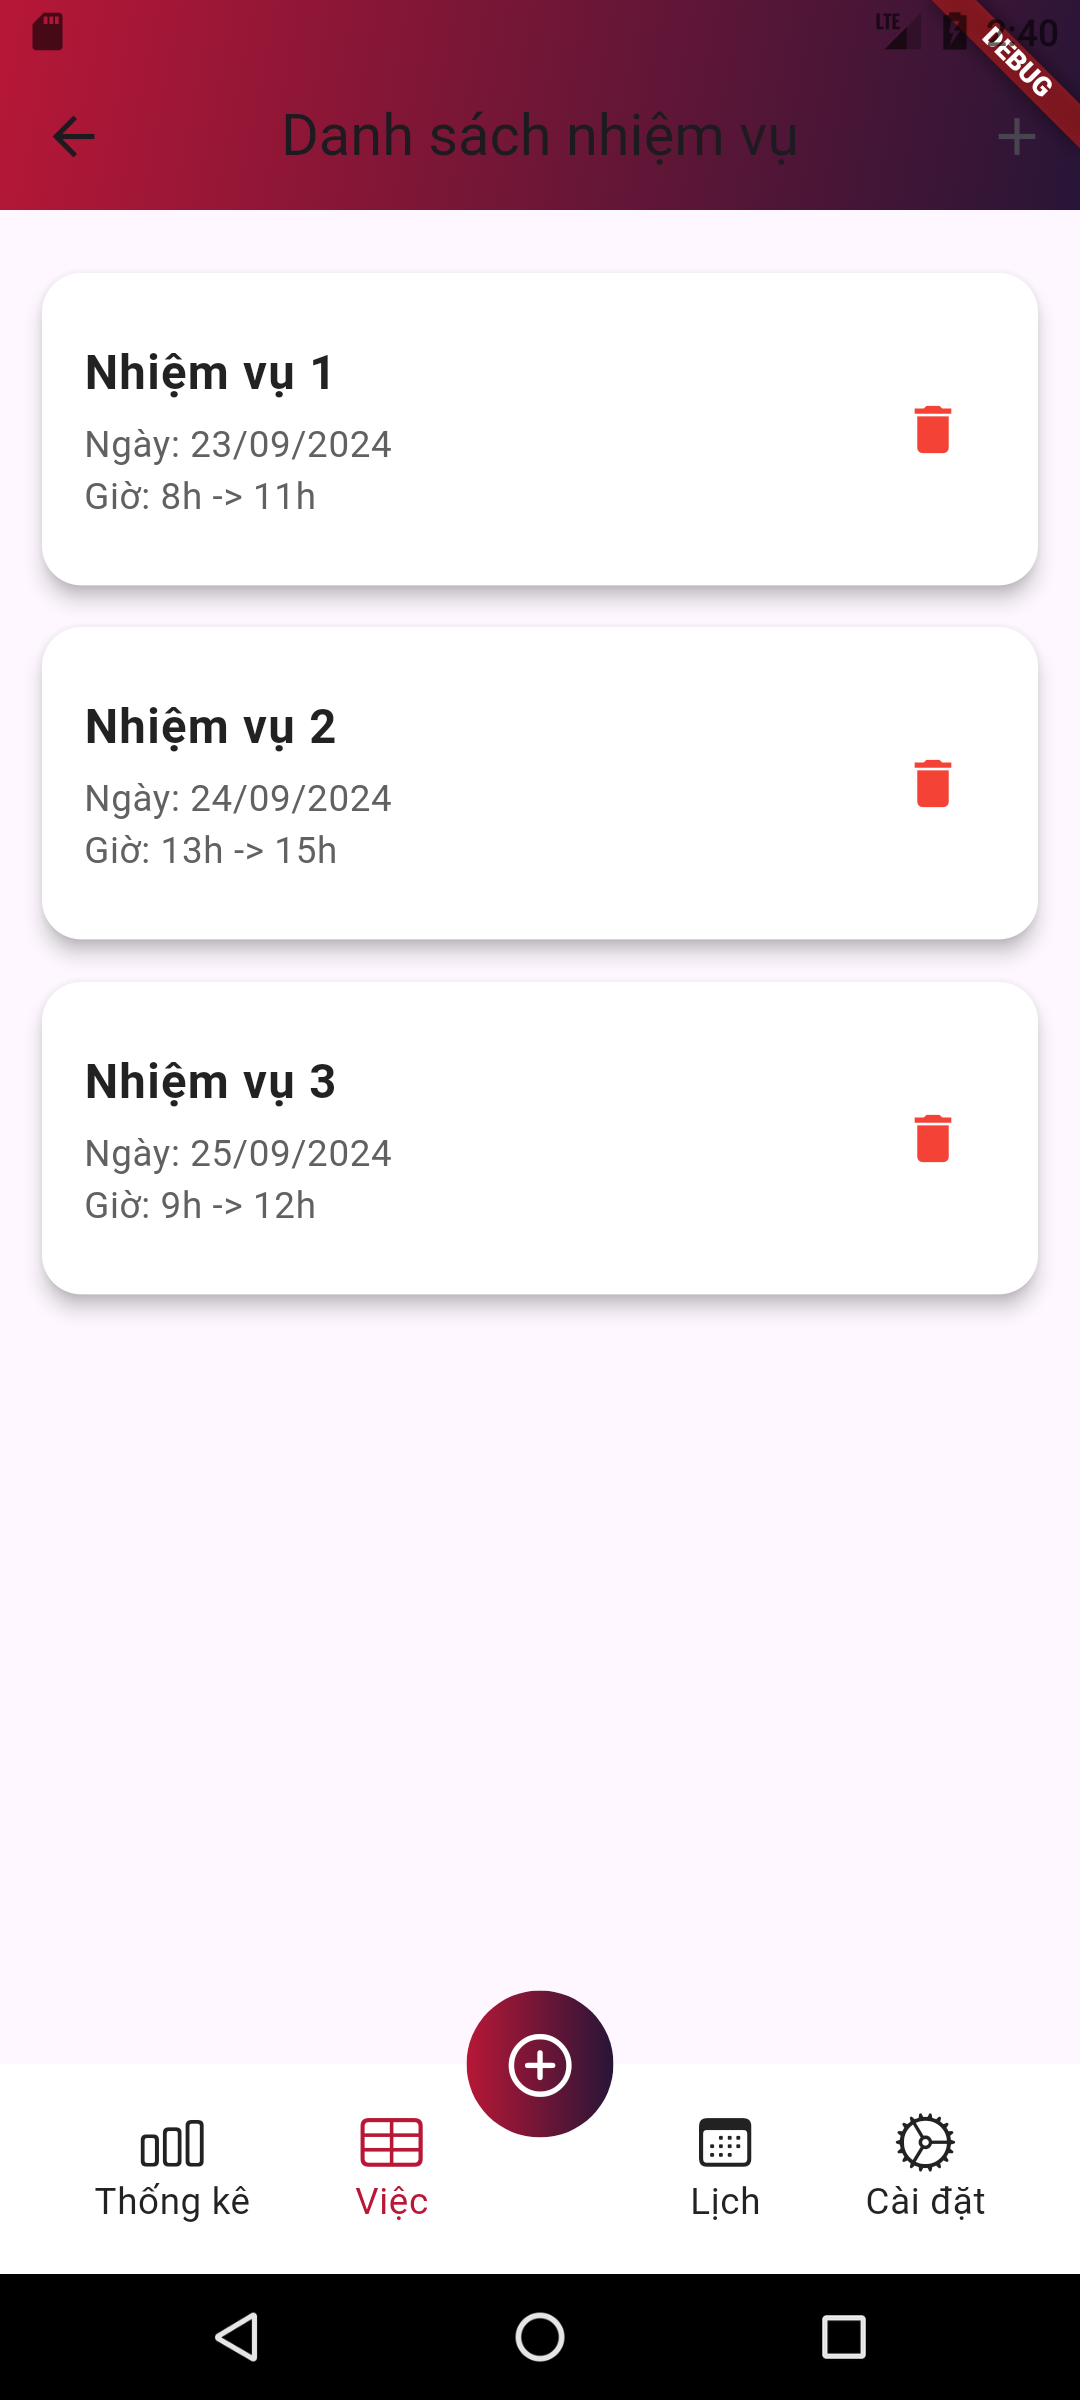 LTE
DEBUG
Danh sách nhiệm vụ
Nhiệm vụ 1
Ngày: 23/09/2024
Giờ: 8h -> 11h
Nhiệm vụ 2
Ngày: 24/09/2024
Giờ: 13h -> 15h
Nhiệm vụ 3
Ngày: 25/09/2024
Giờ: 9h -> 12h
Thống kê
Việc
Lịch
Cài đặt